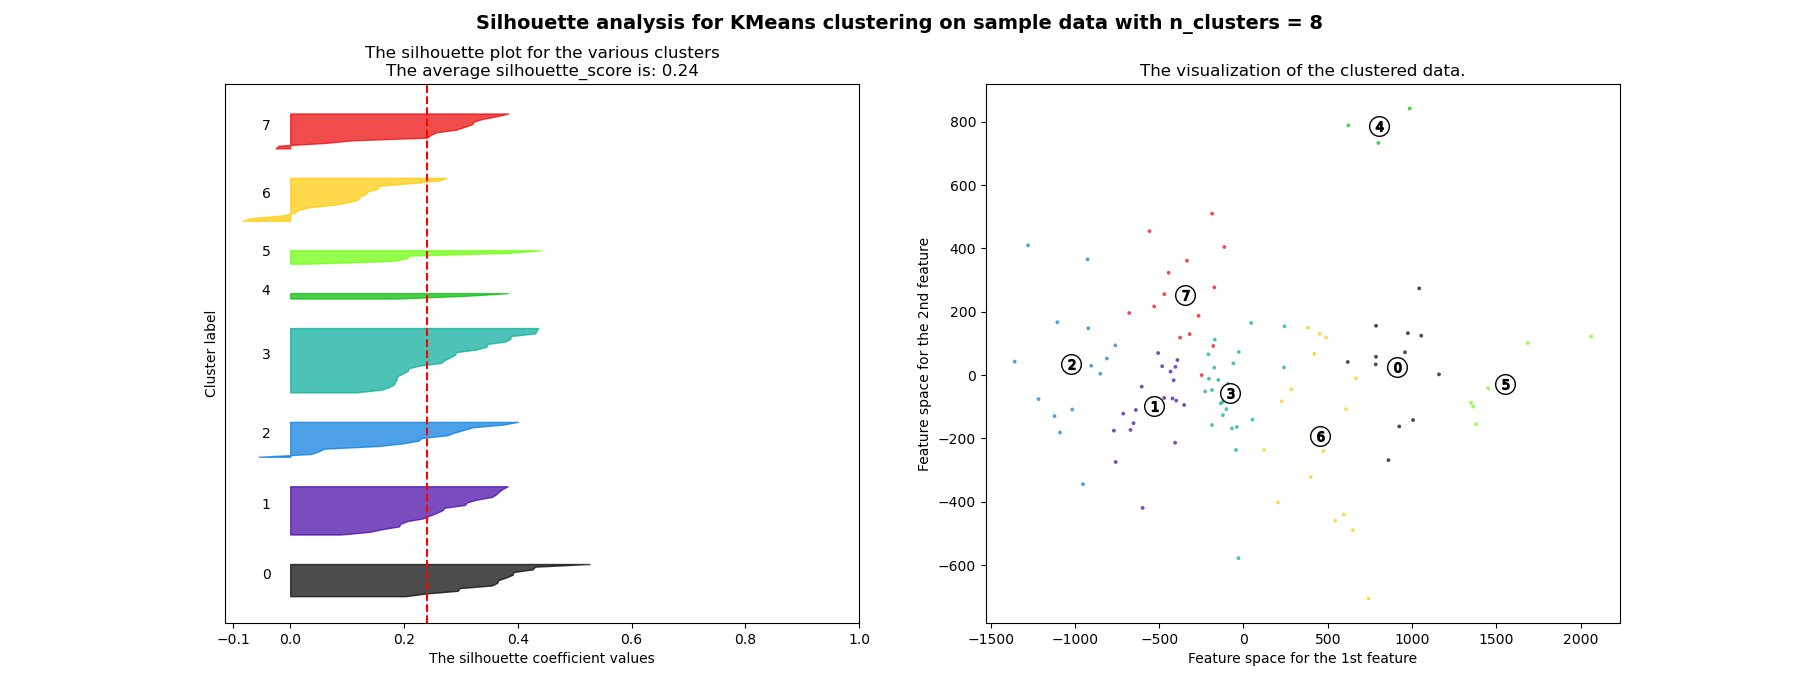 Silhouette analysis for KMeans clustering on sample data with n_clusters = 8
The silhouette plot for the various clusters
The average silhouette_score is: 0.24
7
6
5
4
3
2
1
0
Cluster label
−0.1 0.0 0.2 0.4 0.6 0.8 1.0
The silhouette coefficient values
The visualization of the clustered data.
800
600
400
200
0
−200
−400
−600
Feature space for the 2nd feature
4
7
2
0
3
5
1
6
−1500 −1000 −500 0 500 1000 1500 2000
Feature space for the 1st feature